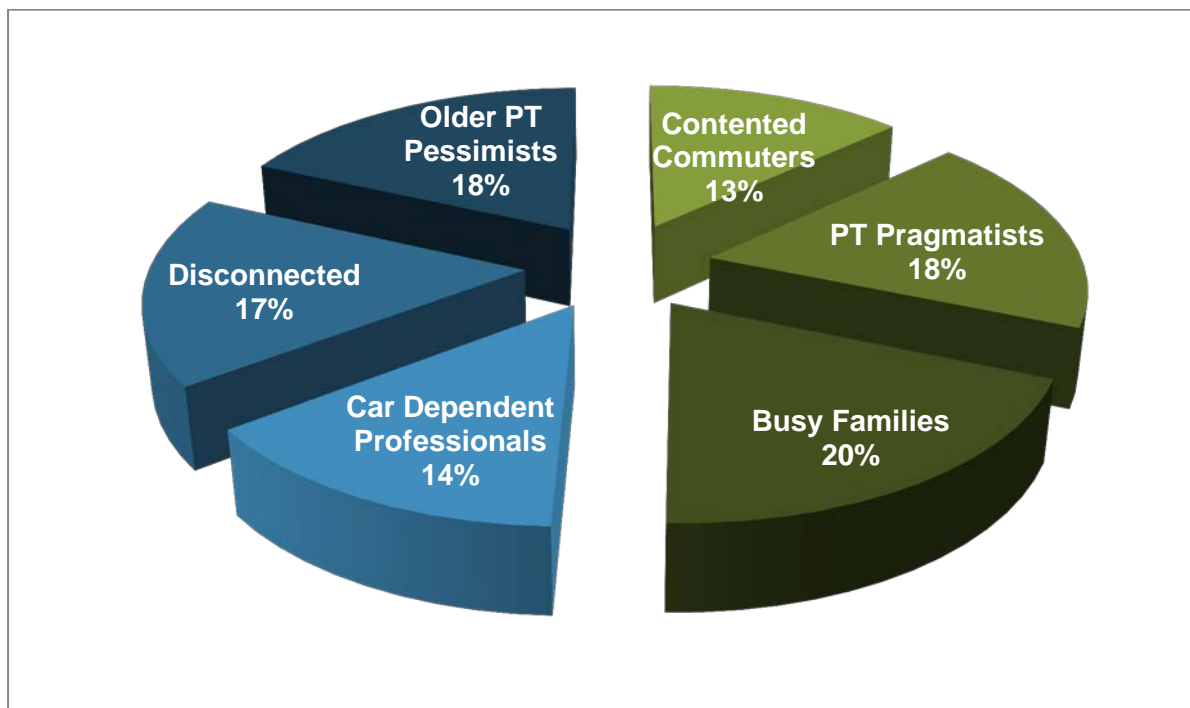 Older PT
Pessimists
18%
Contented
Commuters
13%
PT Pragmatists
18%
Disconnected
17%
Car Dependent
Professionals
14%
Busy Families
20%